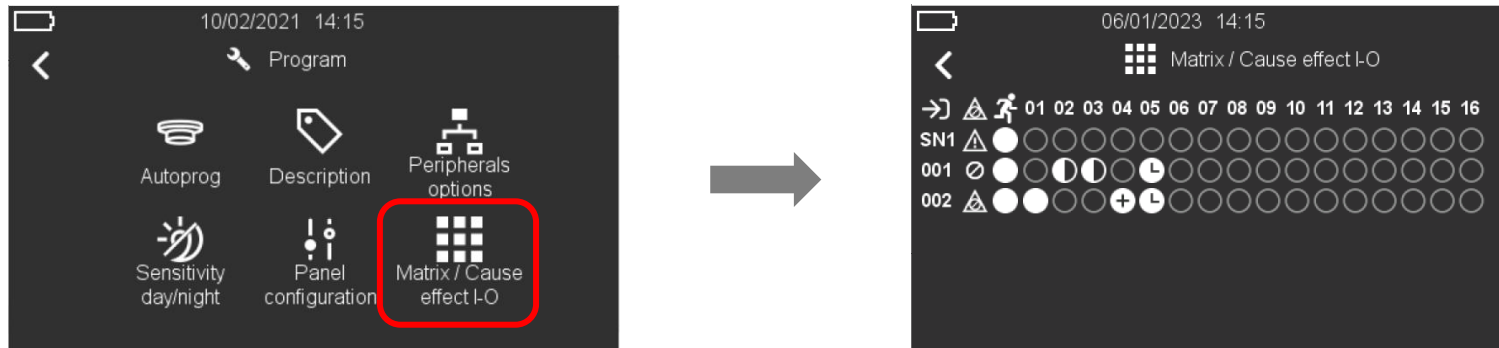 10/02/2021 14:15
Program
Autoprog
Description
Peripherals
options
Sensitivity
day/night
Panel
configuration
Matrix / Cause
effect I-O
06/01/2023 14:15
Matrix / Cause effect I-O
01 02 03 04 05 06 07 08 09 10 11 12 13 14 15 16
SN1
001
002